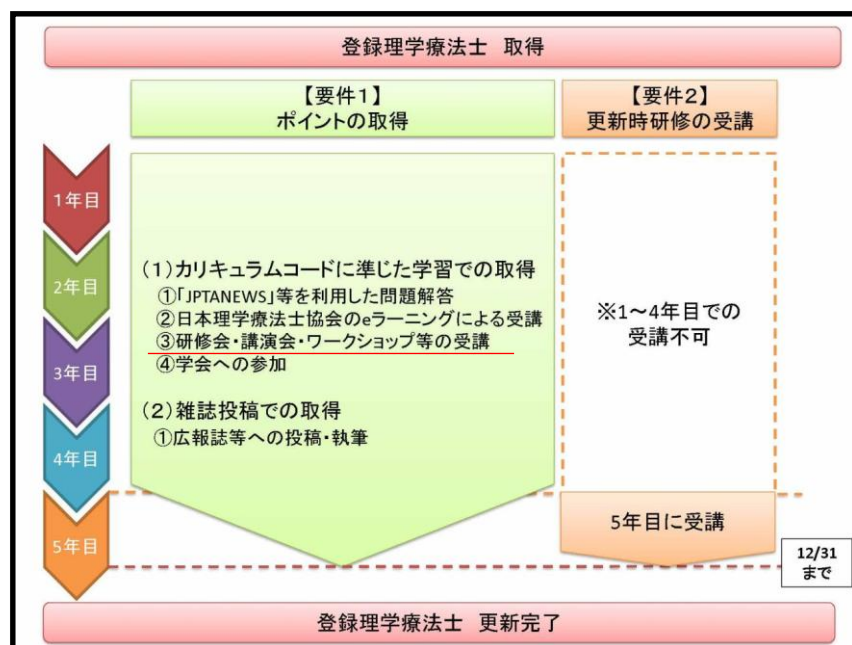 登録理学療法士 取得
【要件1】
ポイントの取得
【要件2】
更新時研修の受講
1年目
2年目
3年目
4年目
5年目
(1)カリキュラムコードに準じた学習での取得
①「JPTANEWS」等を利用した問題解答
②日本理学療法士協会のeラーニングによる受講
③研修会・講演会・ワークショップ等の受講
④学会への参加
(2)雑誌投稿での取得
①広報誌等への投稿・執筆
※1～4年目での
受講不可
5年目に受講
12/31
まで
登録理学療法士 更新完了